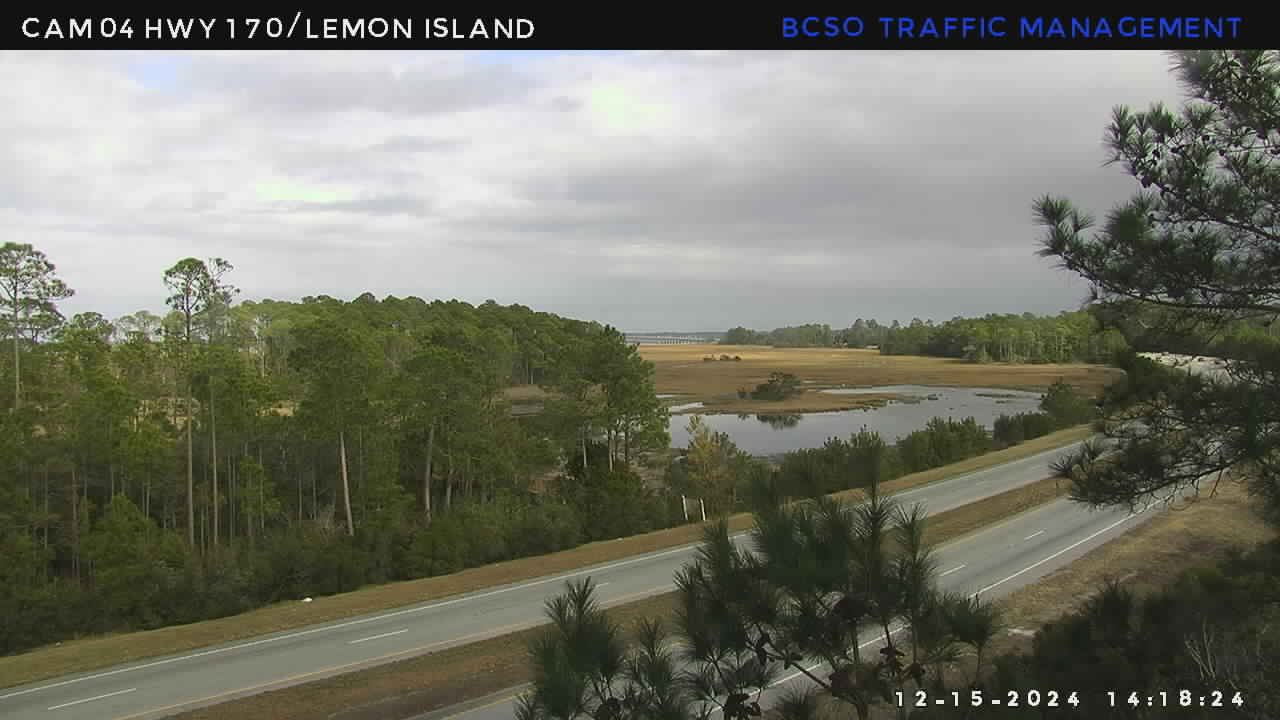 CAM04 HWY 170/LEMON ISLAND
BCSO TRAFFIC MANAGEMENT
12-15-2024 14:18:24